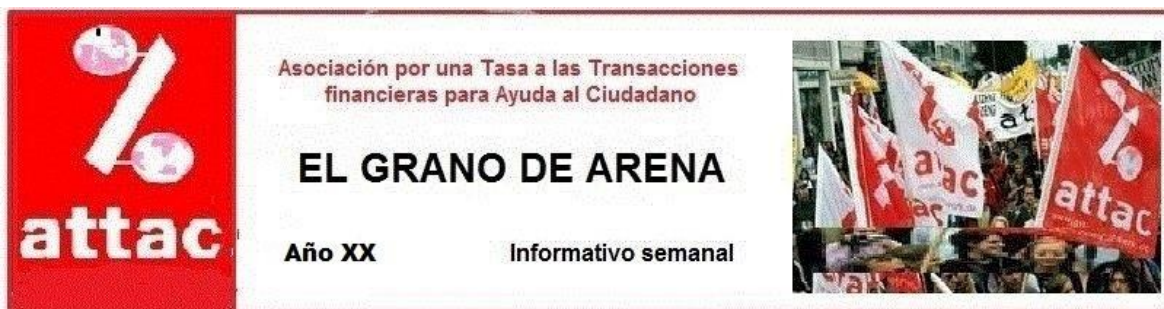 %
attac
Asociación por una Tasa a las Transacciones
financieras para Ayuda al Ciudadano
EL GRANO DE ARENA
Año XX
Informativo semanal
attac
attac